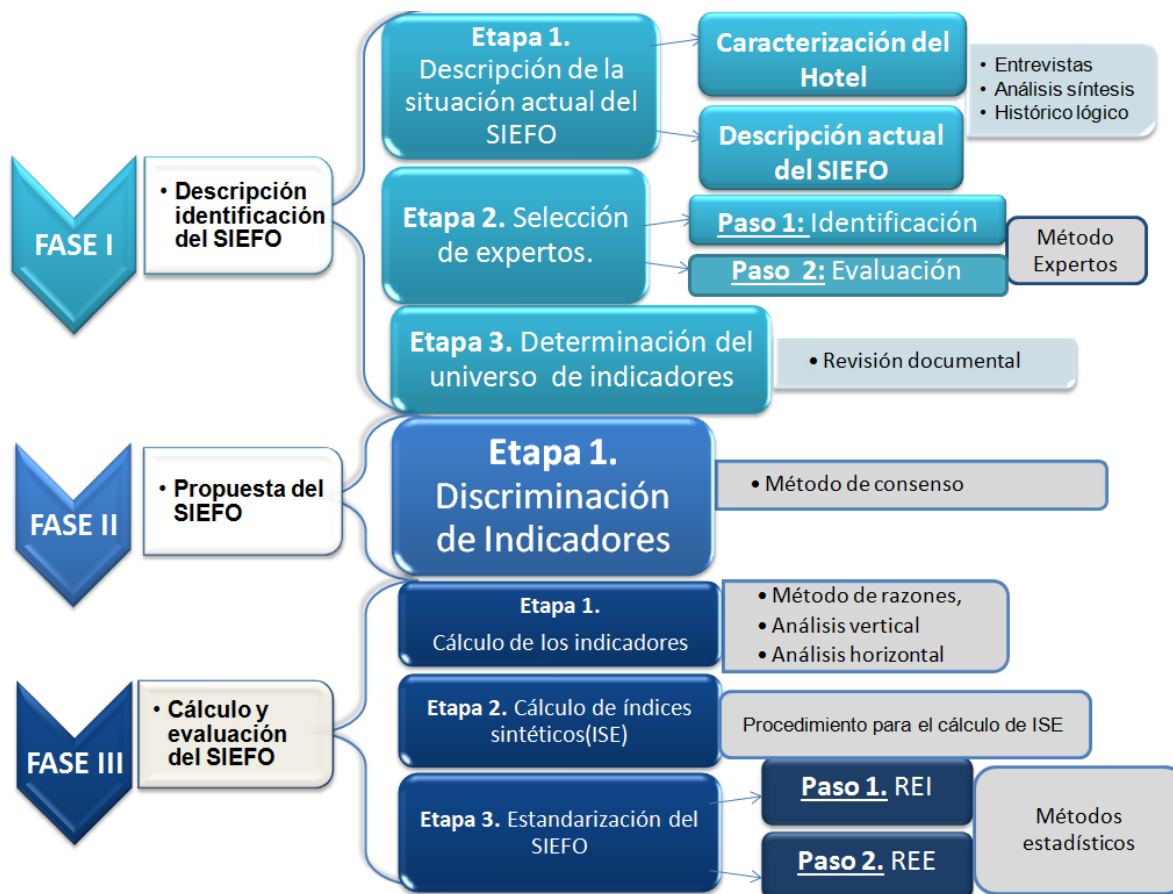 FASE I
• Descripción
identificación
del SIEFO
Etapa 1.
Descripción de la
situación actual del
SIEFO
Caracterización del
Hotel
Descripción actual
del SIEFO
• Entrevistas
• Análisis síntesis
• Histórico lógico
Etapa 2. Selección
de expertos.
Paso 1: Identificación
Paso 2: Evaluación
Método
Expertos
Etapa 3. Determinación del
universo de indicadores
• Revisión documental
FASE II
• Propuesta del
SIEFO
Etapa 1.
Discriminación
de Indicadores
• Método de consenso
FASE III
• Cálculo y
evaluación
del SIEFO
Etapa 1.
Cálculo de los indicadores
• Método de razones,
• Análisis vertical
• Análisis horizontal
Etapa 2. Cálculo de índices
sintéticos(ISE)
Procedimiento para el cálculo de ISE
Etapa 3. Estandarización del
SIEFO
Paso 1. REI
Paso 2. REE
Métodos
estadísticos